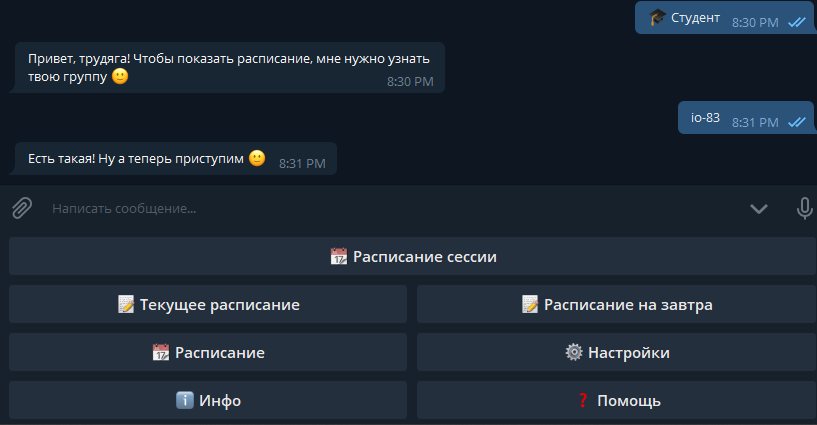 🎓 Студент 8:30 PM
Привет, трудяга! Чтобы показать расписание, мне нужно узнать
твою группу 🙂
8:30 PM
io-83 8:31 PM
Есть такая! Ну а теперь приступим 🙂 8:31 PM
Написать сообщение...
📆 Расписание сессии
📝 Текущее расписание
📝 Расписание на завтра
📆 Расписание
⚙️ Настройки
ℹ️ Инфо
❓ Помощь